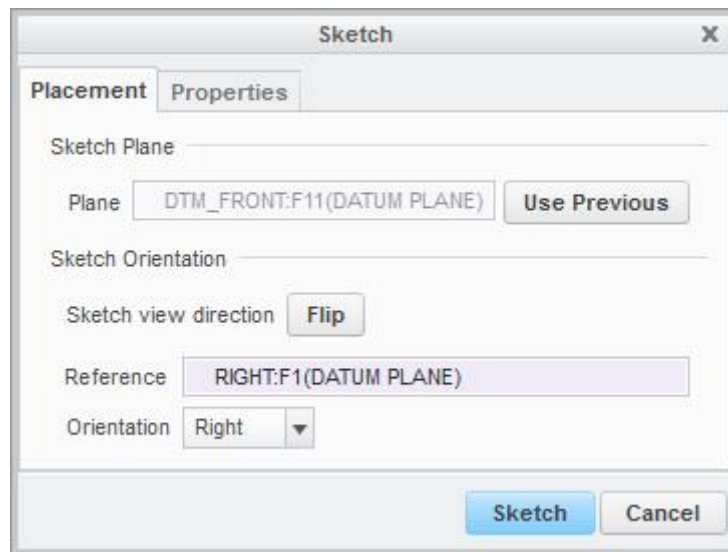 Sketch
Placement Properties
Sketch Plane
Plane DTM_FRONT:F11(DATUM PLANE) Use Previous
Sketch Orientation
Sketch view direction Flip
Reference RIGHT:F1(DATUM PLANE)
Orientation Right
Sketch Cancel